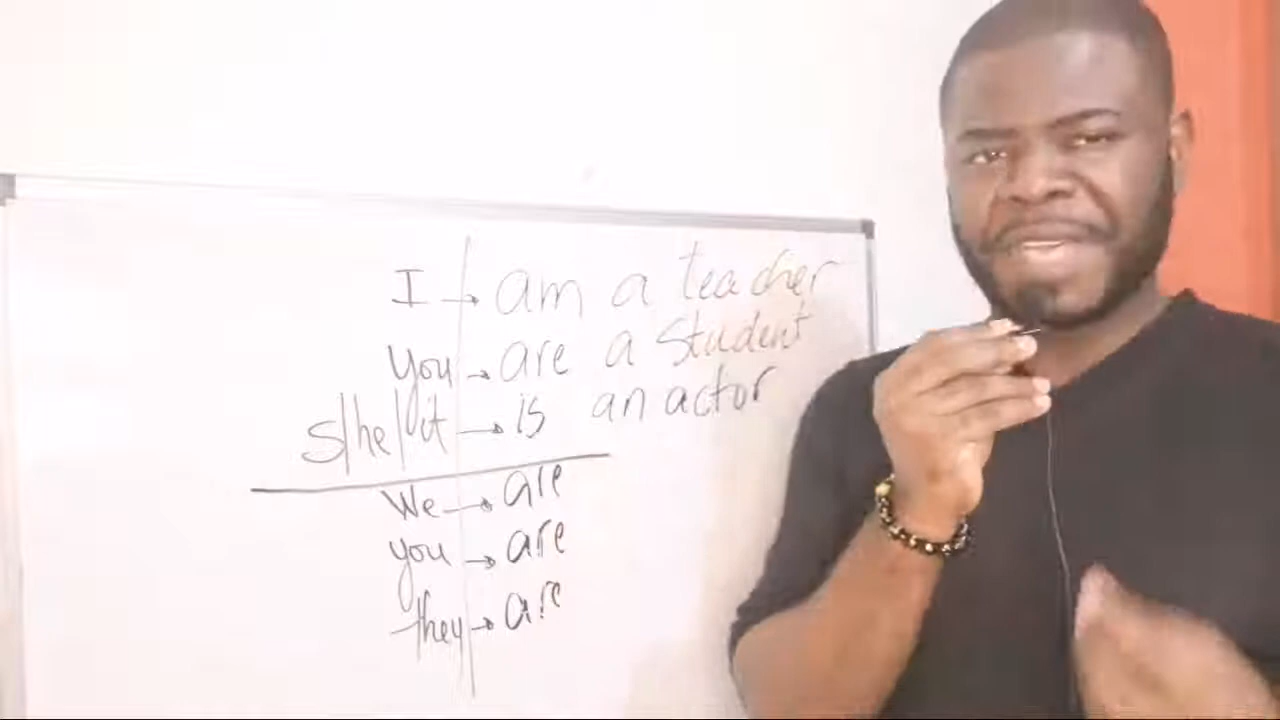 I → am a teacher
You → are a student
s/he/it → is an actor
We → are
you → are
they → are